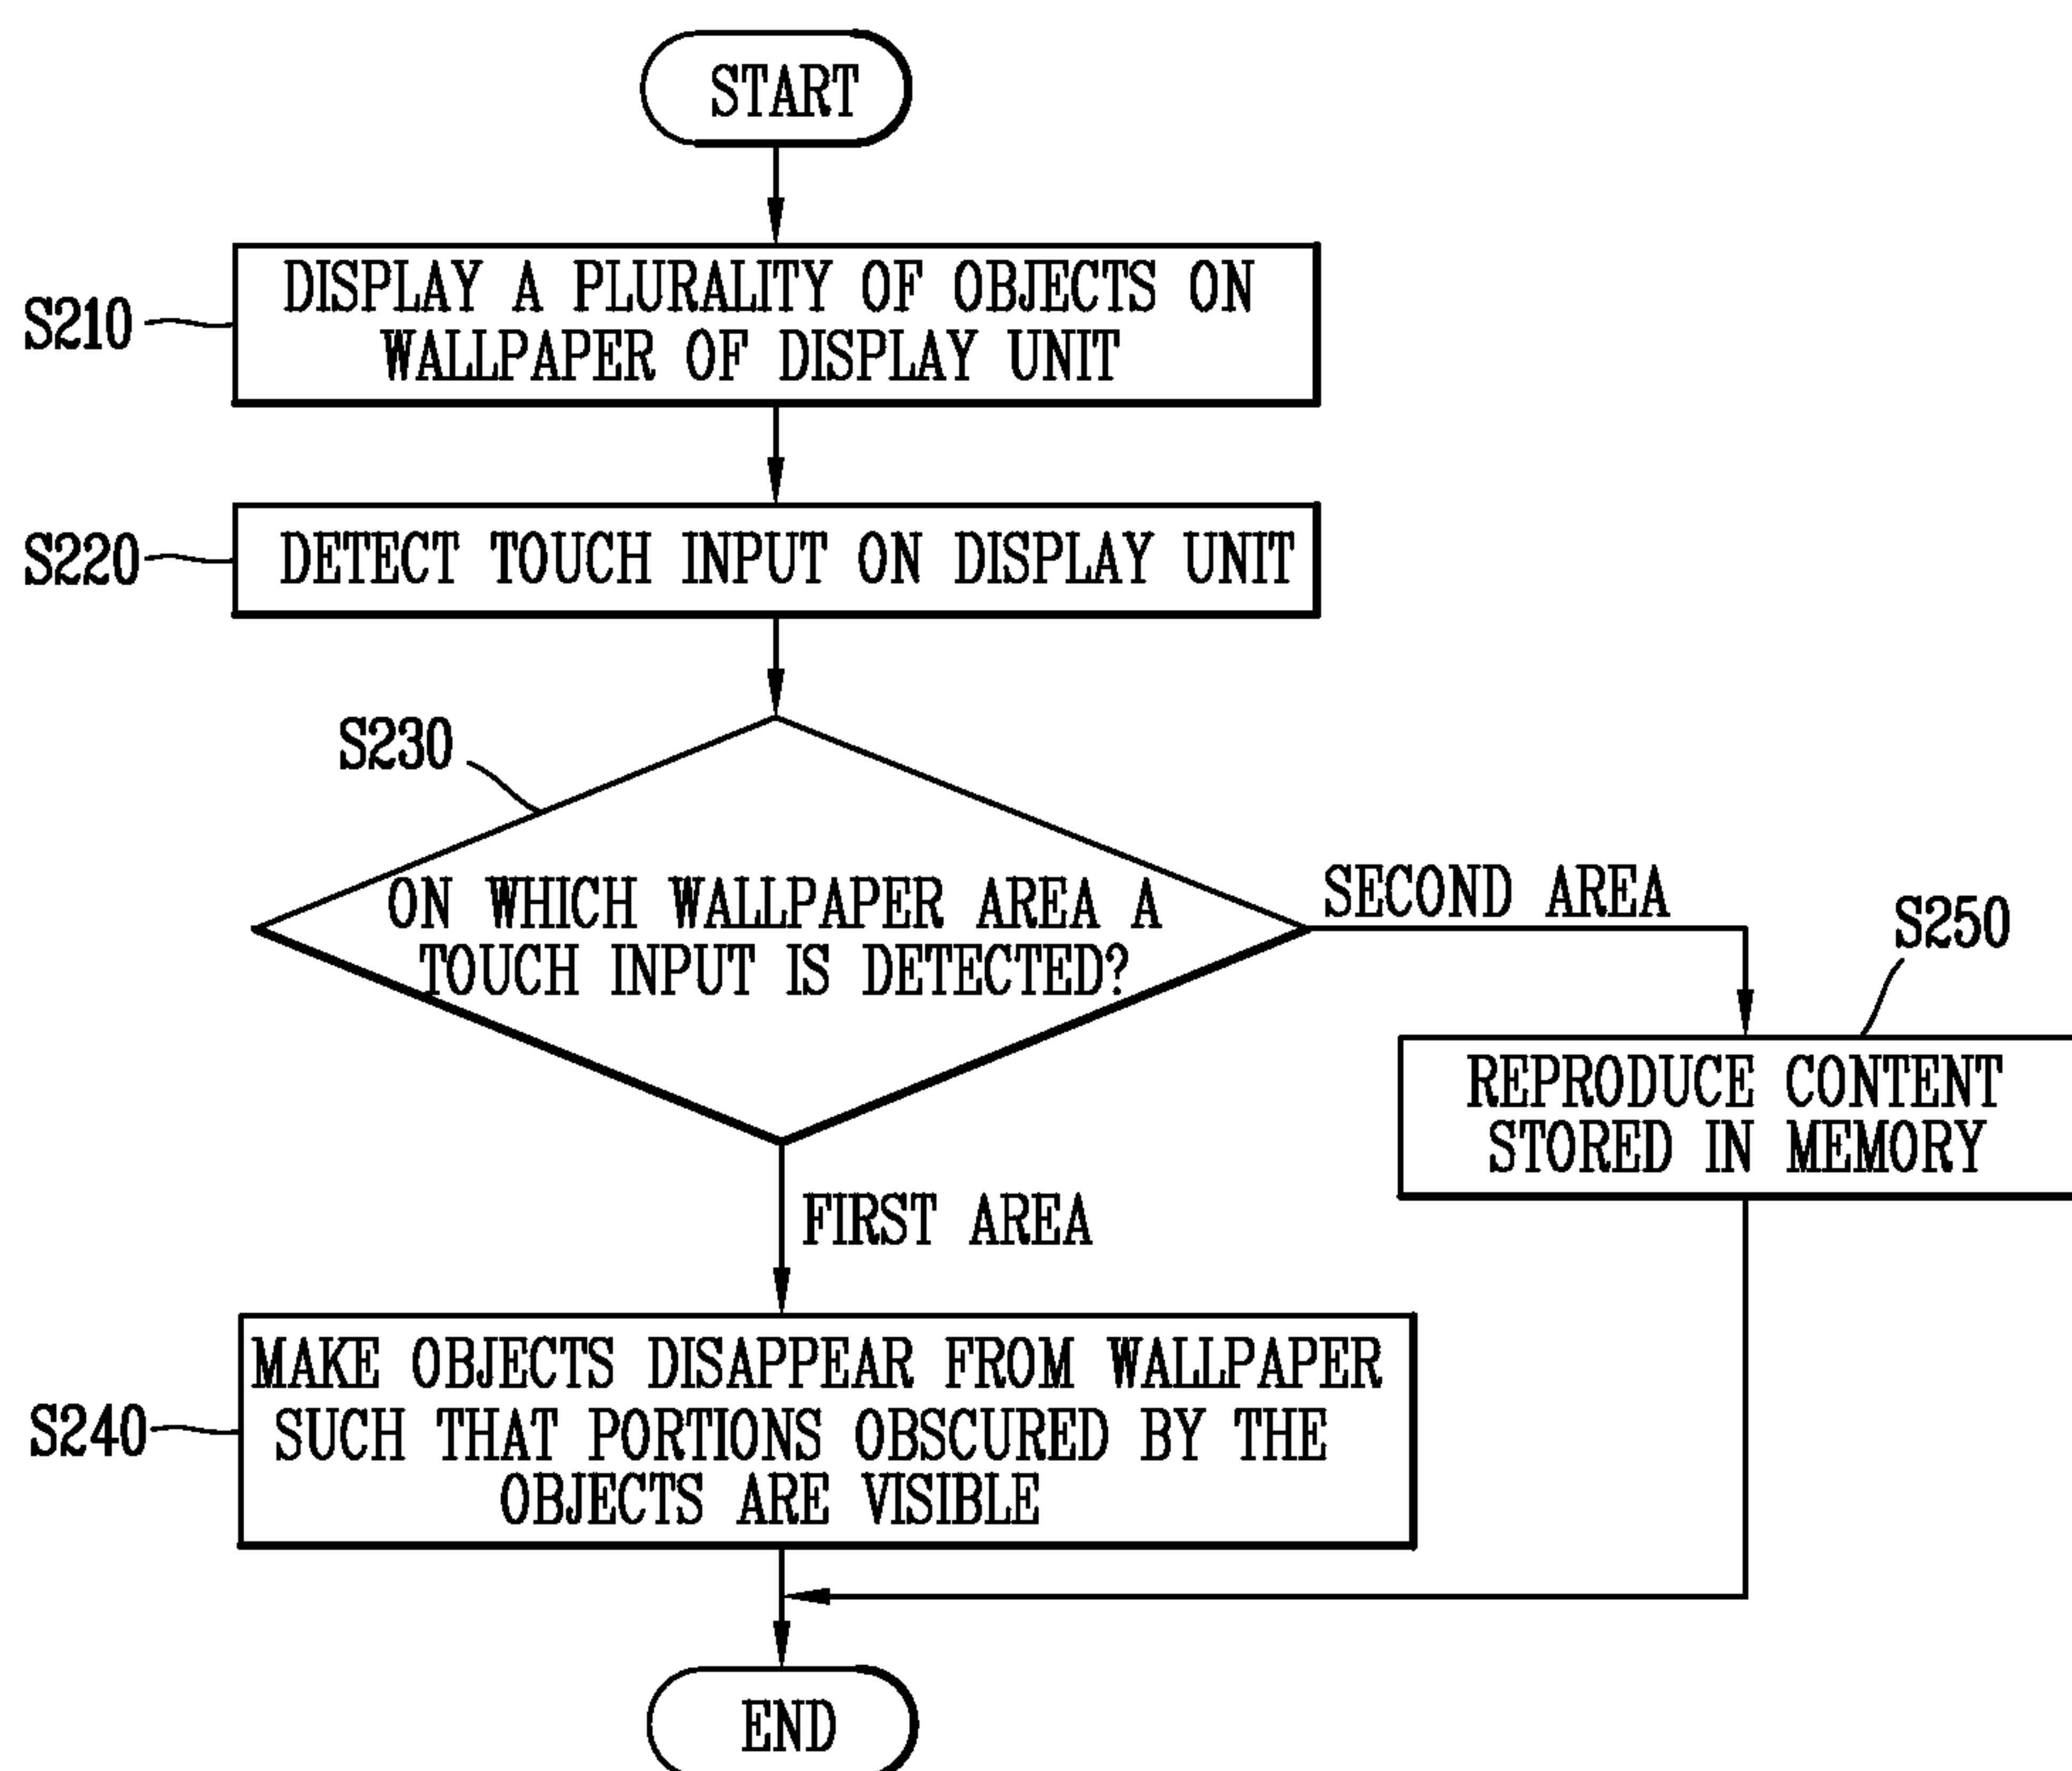 START
S210
DISPLAY A PLURALITY OF OBJECTS ON
WALLPAPER OF DISPLAY UNIT
S220
DETECT TOUCH INPUT ON DISPLAY UNIT
S230
ON WHICH WALLPAPER AREA A
TOUCH INPUT IS DETECTED?
SECOND AREA
S250
REPRODUCE CONTENT
STORED IN MEMORY
FIRST AREA
S240
MAKE OBJECTS DISAPPEAR FROM WALLPAPER
SUCH THAT PORTIONS OBSCURED BY THE
OBJECTS ARE VISIBLE
END